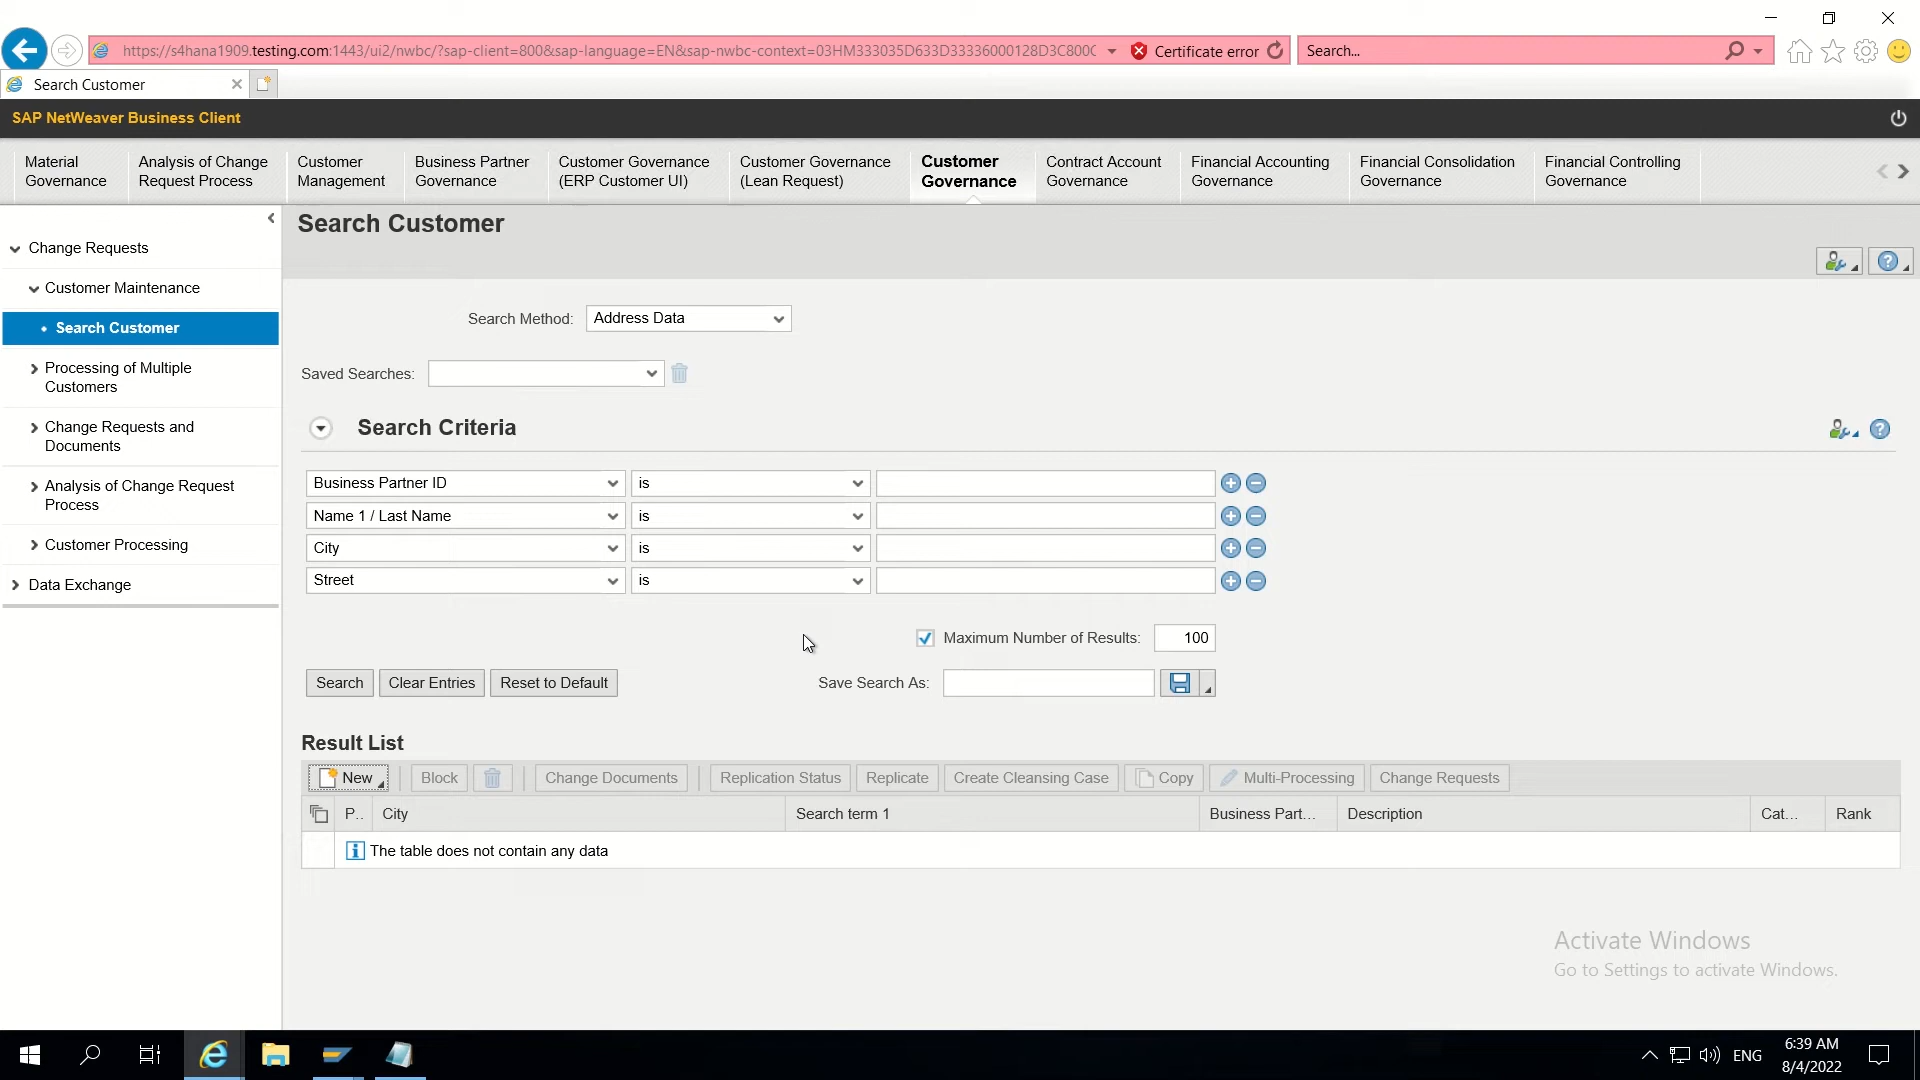 https://s4hana1909.testing.com:1443/ui2/nwbc/?sap-client=800&sap-language=EN&sap-nwbc-context=03HM333035D633D33336000128D3C800C
Certificate error
Search...
Search Customer
SAP NetWeaver Business Client
Material Governance
Analysis of Change Request Process
Customer Management
Business Partner Governance
Customer Governance (ERP Customer UI)
Customer Governance (Lean Request)
Customer Governance
Contract Account Governance
Financial Accounting Governance
Financial Consolidation Governance
Financial Controlling Governance
Change Requests
Customer Maintenance
Search Customer
Processing of Multiple
Customers
Change Requests and
Documents
Analysis of Change Request
Process
Customer Processing
Data Exchange
Search Customer
Search Method: Address Data
Saved Searches:
Search Criteria
Business Partner ID is
Name 1 / Last Name is
City is
Street is
Maximum Number of Results: 100
Search Clear Entries Reset to Default Save Search As:
Result List
New Block Change Documents Replication Status Replicate Create Cleansing Case Copy Multi-Processing Change Requests
P.. City Search term 1 Business Part... Description Cat... Rank
The table does not contain any data
Activate Windows
Go to Settings to activate Windows.
ENG
6:39 AM
8/4/2022